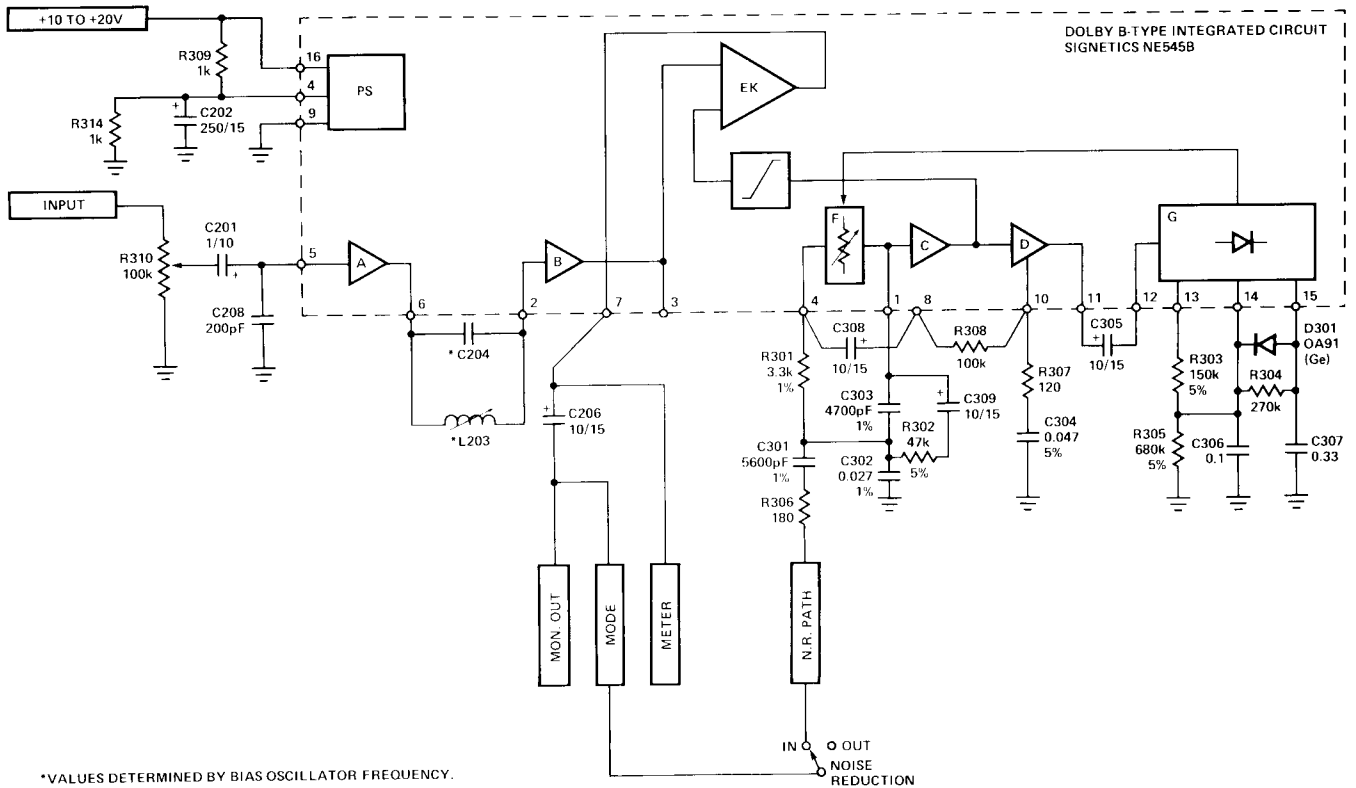 +10 TO +20V
DOLBY B-TYPE INTEGRATED CIRCUIT
SIGNETICS NE545B
R309
1k
16
4
9
PS
EK
R314
1k
+
C202
250/15
INPUT
R310
100k
C201
1/10
+
C208
200pF
5
A
B
F
C
D
G
6
2
7
3
4
1
8
10
11
12
13
14
15
*C204
*L203
+
C206
10/15
R301
3.3k
1%
C308
+
10/15
R308
100k
C305
+
10/15
D301
OA91
(Ge)
R303
150k
5%
R304
270k
R307
120
C303
4700pF
1%
+
C309
10/15
R302
47k
5%
C304
0.047
5%
C301
5600pF
1%
C302
0.027
1%
R305
680k
5%
C306
0.1
C307
0.33
R306
180
MON. OUT
MODE
METER
N.R. PATH
IN
OUT
NOISE
REDUCTION
*VALUES DETERMINED BY BIAS OSCILLATOR FREQUENCY.